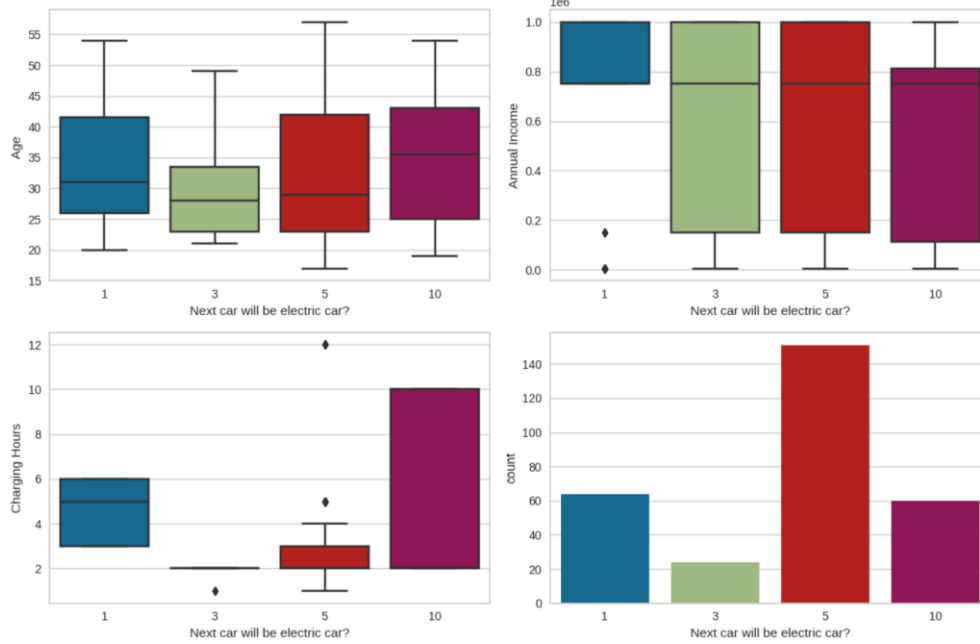 55
50
45
40
35
30
25
20
15
Age
1 3 5 10
Next car will be electric car?
1e6
1.0
0.8
0.6
0.4
0.2
0.0
Annual Income
1 3 5 10
Next car will be electric car?
12
10
8
6
4
2
Charging Hours
1 3 5 10
Next car will be electric car?
140
120
100
80
60
40
20
0
count
1 3 5 10
Next car will be electric car?